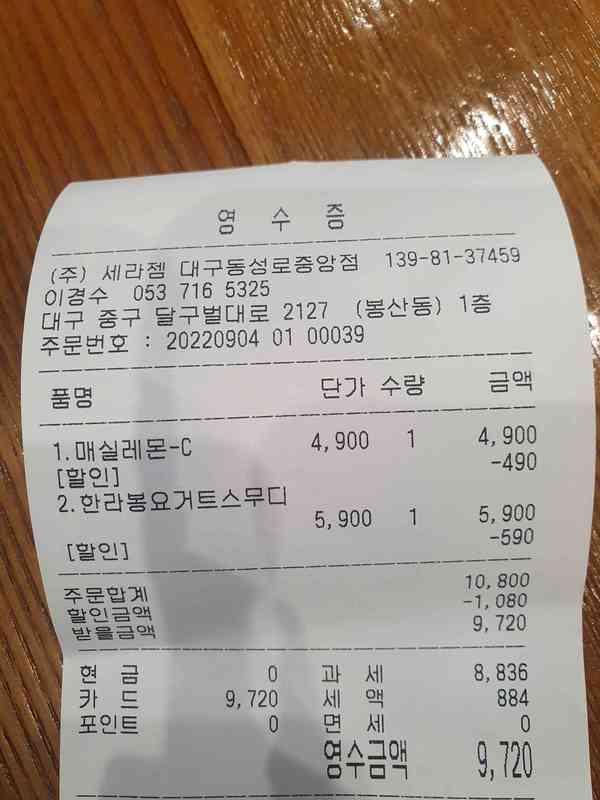 영 수 증
(주) 세라젬 대구동성로중앙점 139-81-37459
이경수 053 716 5325
대구 중구 달구벌대로 2127 (봉산동) 1층
주문번호 : 20220904 01 00039
품명 단가 수량 금액
1.매실레몬-C 4,900 1 4,900
[할인] -490
2.한라봉요거트스무디
5,900 1 5,900
[할인] -590
주문합계 10,800
할인금액 -1,080
받을금액 9,720
현 금 0 과 세 8,836
카 드 9,720 세 액 884
포인트 0 면 세 0
영수금액 9,720